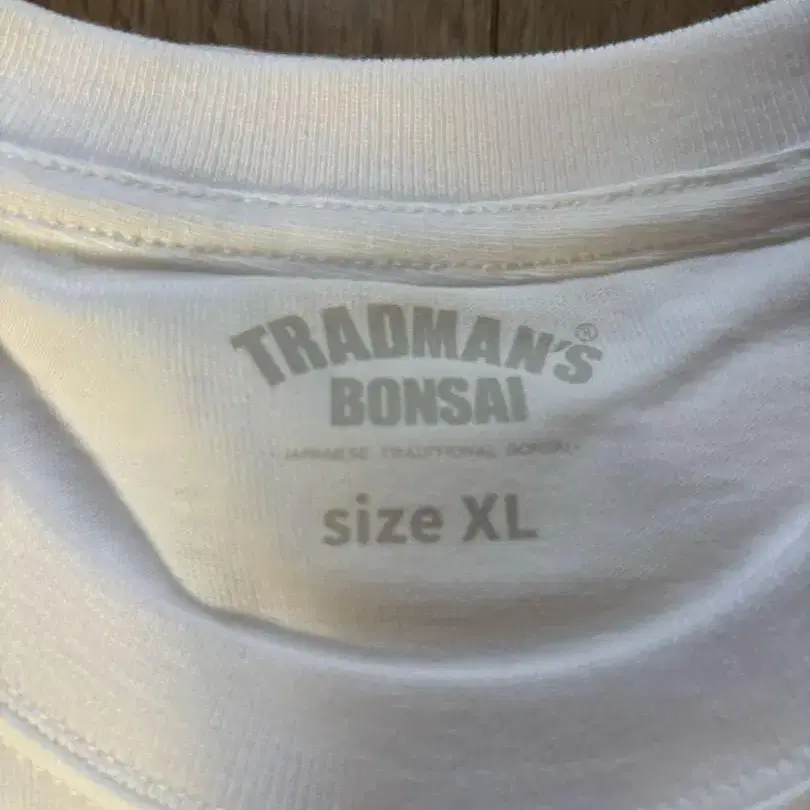 TRADMAN'S®
BONSAI
JAPANESE TRADITIONAL BONSAI
size XL